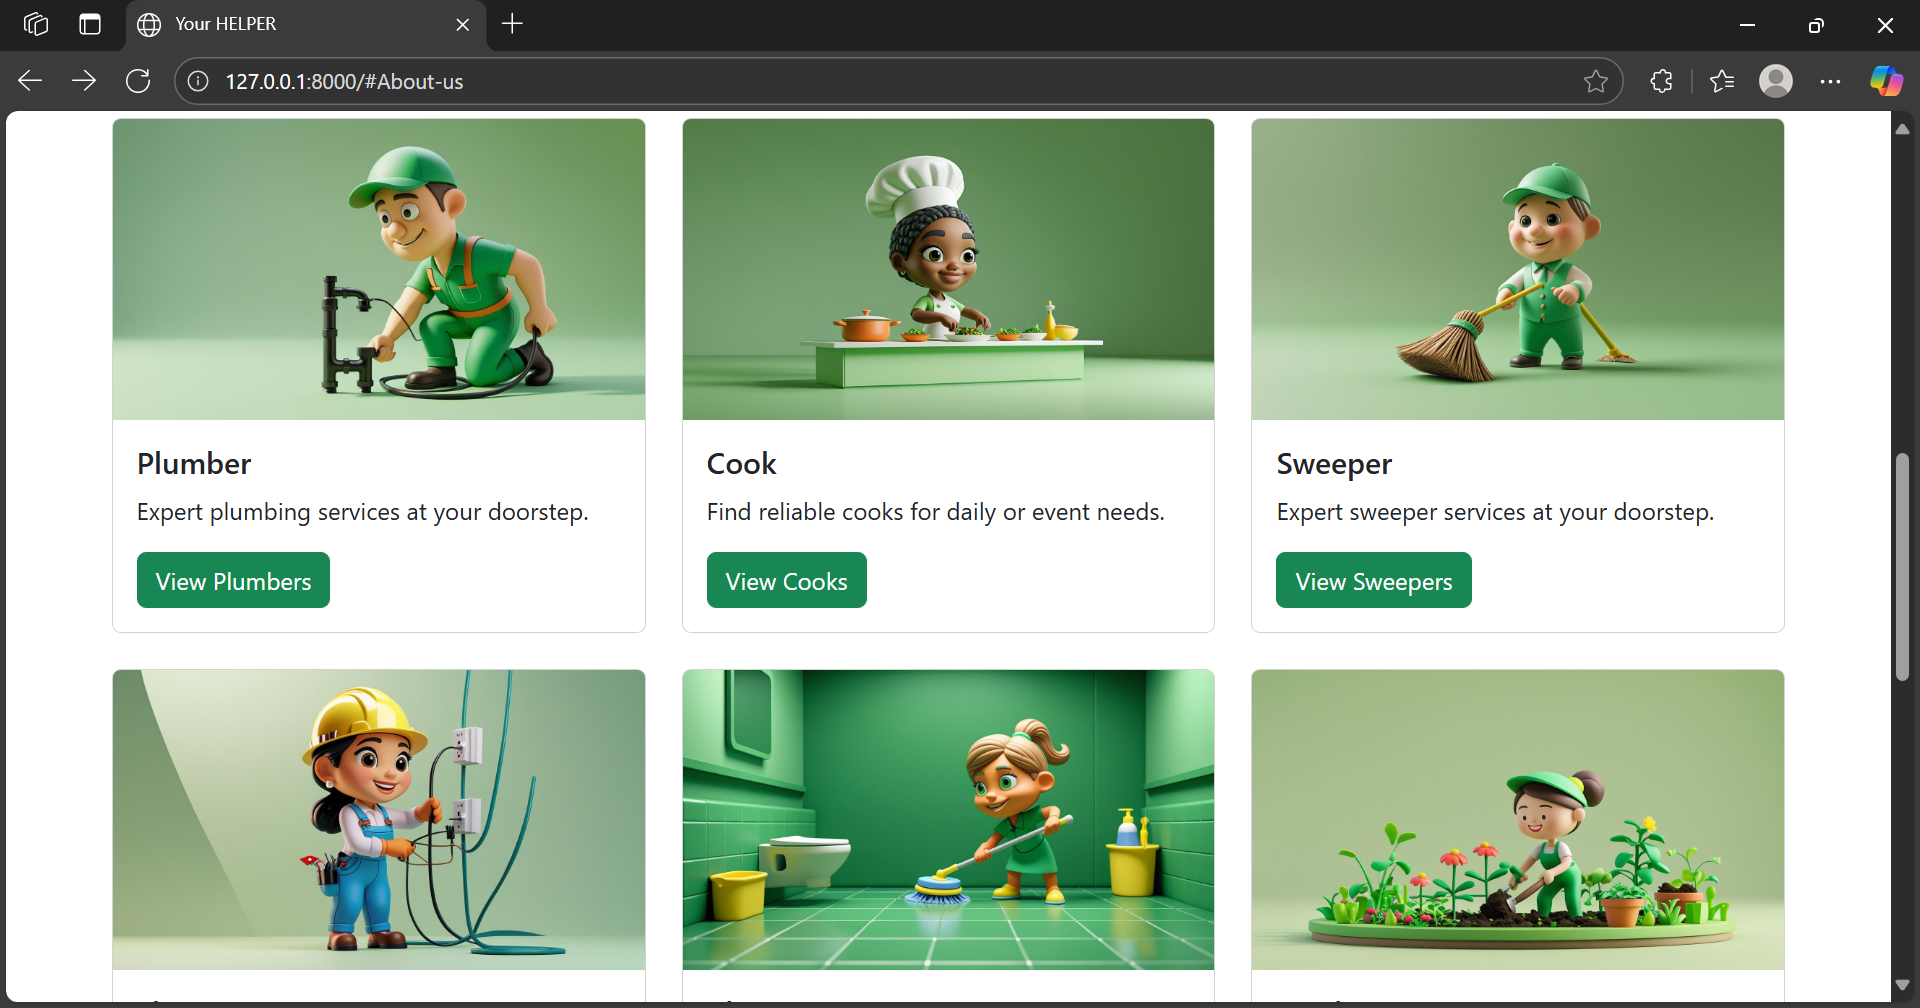 Your HELPER
127.0.0.1:8000/#About-us
Plumber
Expert plumbing services at your doorstep.
View Plumbers
Cook
Find reliable cooks for daily or event needs.
View Cooks
Sweeper
Expert sweeper services at your doorstep.
View Sweepers